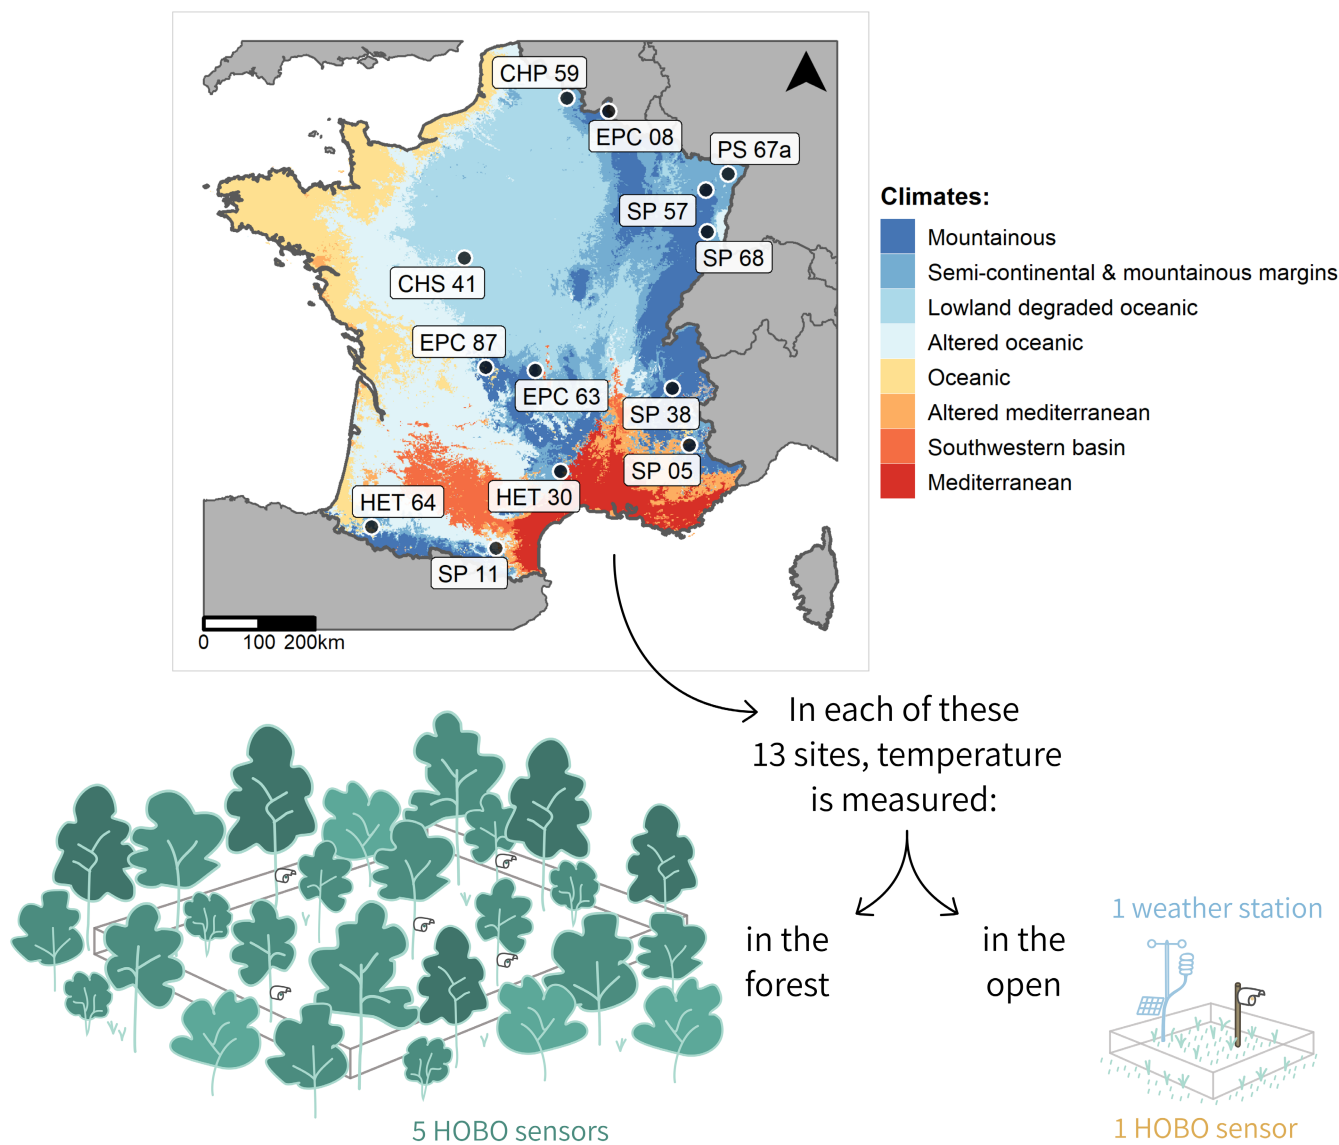 CHP 59
EPC 08
PS 67a
SP 57
SP 68
CHS 41
EPC 87
EPC 63
SP 38
SP 05
HET 30
HET 64
SP 11
0 100 200km
Climates:
Mountainous
Semi-continental & mountainous margins
Lowland degraded oceanic
Altered oceanic
Oceanic
Altered mediterranean
Southwestern basin
Mediterranean
In each of these
13 sites, temperature
is measured:
in the
forest
in the
open
5 HOBO sensors
1 weather station
1 HOBO sensor